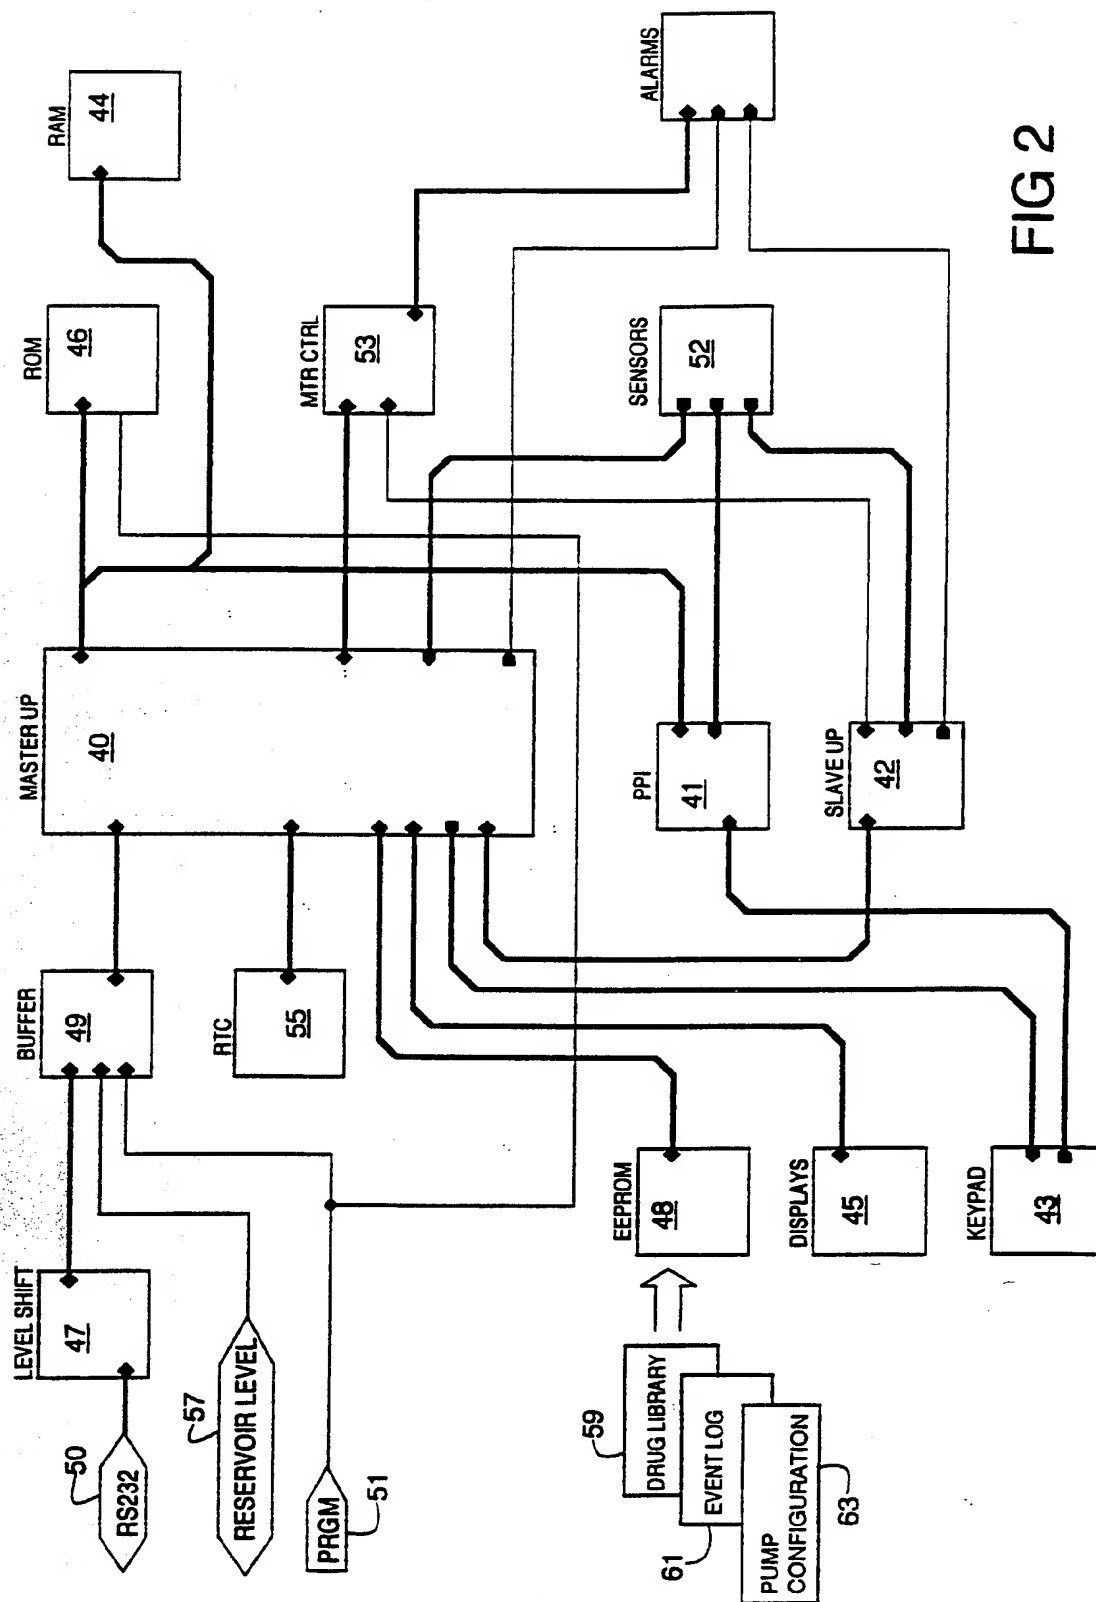 RS232
50
LEVEL SHIFT
47
BUFFER
49
MASTER UP
40
ROM
46
RAM
44
RESERVOIR LEVEL
57
RTC
55
PRGM
51
MTR CTRL
53
DRUG LIBRARY
59
EVENT LOG
61
PUMP
CONFIGURATION
63
EEPROM
48
PPI
41
SENSORS
52
ALARMS
DISPLAYS
45
SLAVE UP
42
KEYPAD
43
FIG 2